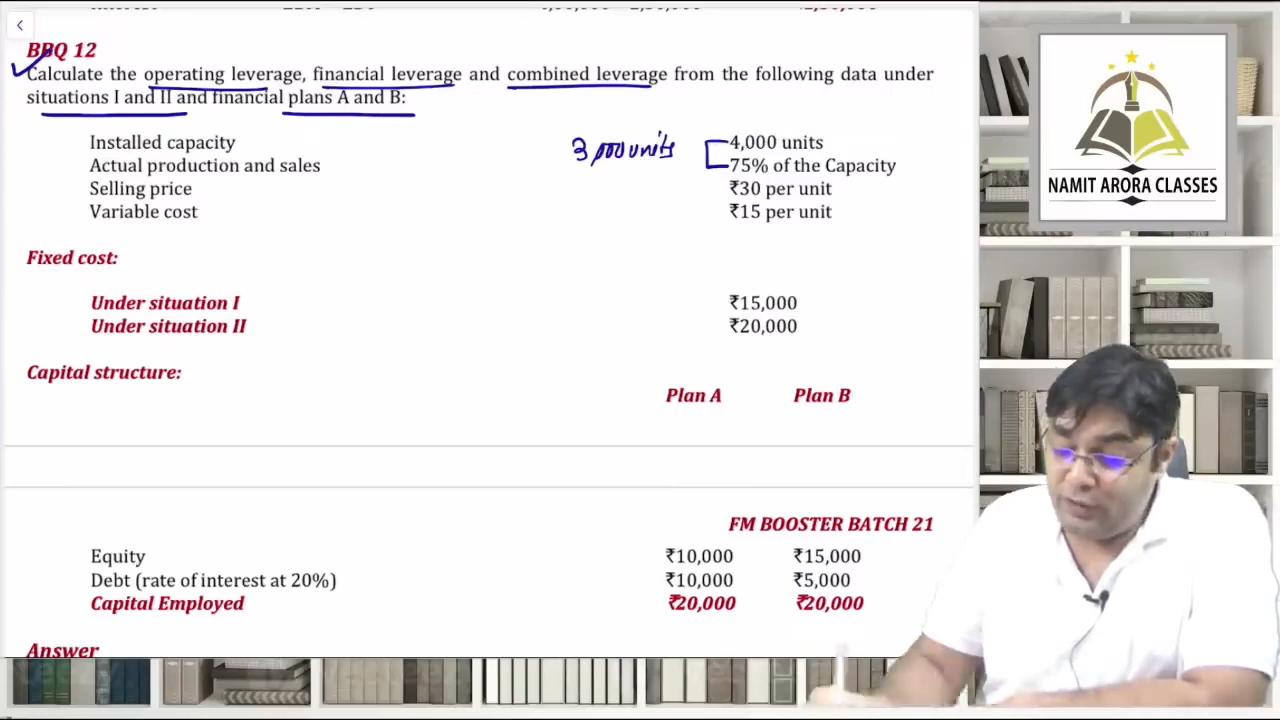 BBQ 12
Calculate the operating leverage, financial leverage and combined leverage from the following data under
situations I and II and financial plans A and B:
Installed capacity 4,000 units
3000 units
Actual production and sales 75% of the Capacity
Selling price ₹30 per unit
Variable cost ₹15 per unit
Fixed cost:
Under situation I ₹15,000
Under situation II ₹20,000
Capital structure:
Plan A Plan B
FM BOOSTER BATCH 21
Equity ₹10,000 ₹15,000
Debt (rate of interest at 20%) ₹10,000 ₹5,000
Capital Employed ₹20,000 ₹20,000
Answer
NAMIT ARORA CLASSES